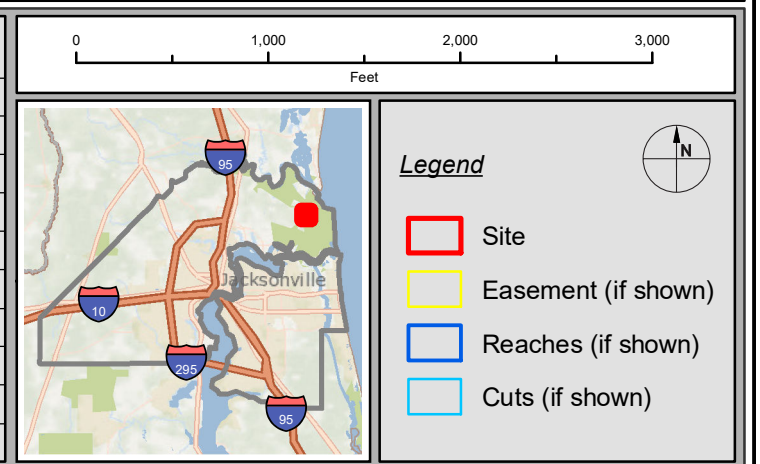 0 1,000 2,000 3,000
Feet
95
Jacksonville
10
295
95
Legend
N
Site
Easement (if shown)
Reaches (if shown)
Cuts (if shown)